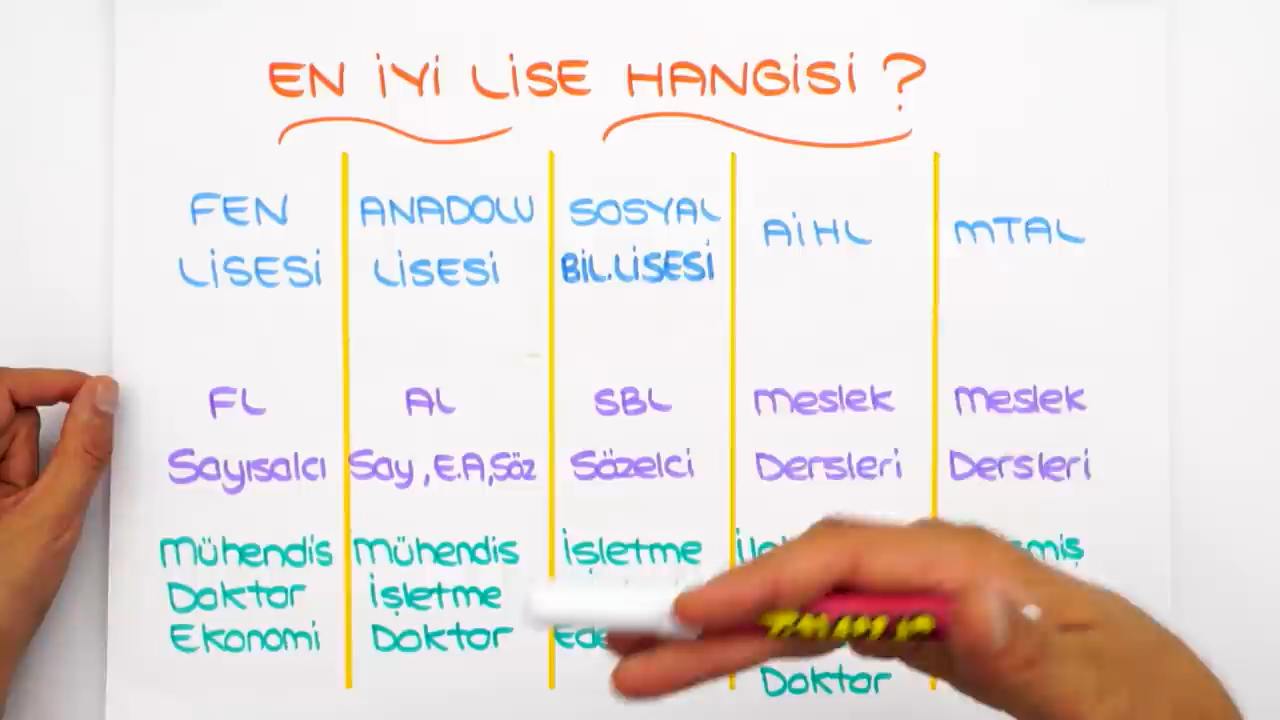 EN İYİ LİSE HANGİSİ ?
FEN LİSESİ
ANADOLU LİSESİ
SOSYAL BİL.LİSESİ
AİHL
MTAL
FL
AL
SBL
Meslek
Meslek
Sayısalcı
Say, E.A, Söz
Sözelci
Dersleri
Dersleri
Mühendis
Mühendis
İşletme
Doktor
İşletme
Ekonomi
Doktor
Doktor